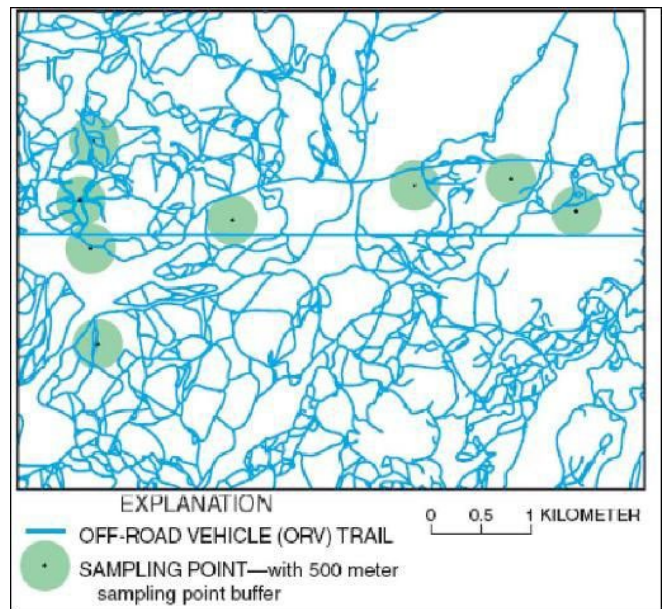 EXPLANATION
OFF-ROAD VEHICLE (ORV) TRAIL
0 0.5 1 KILOMETER
SAMPLING POINT—with 500 meter
sampling point buffer